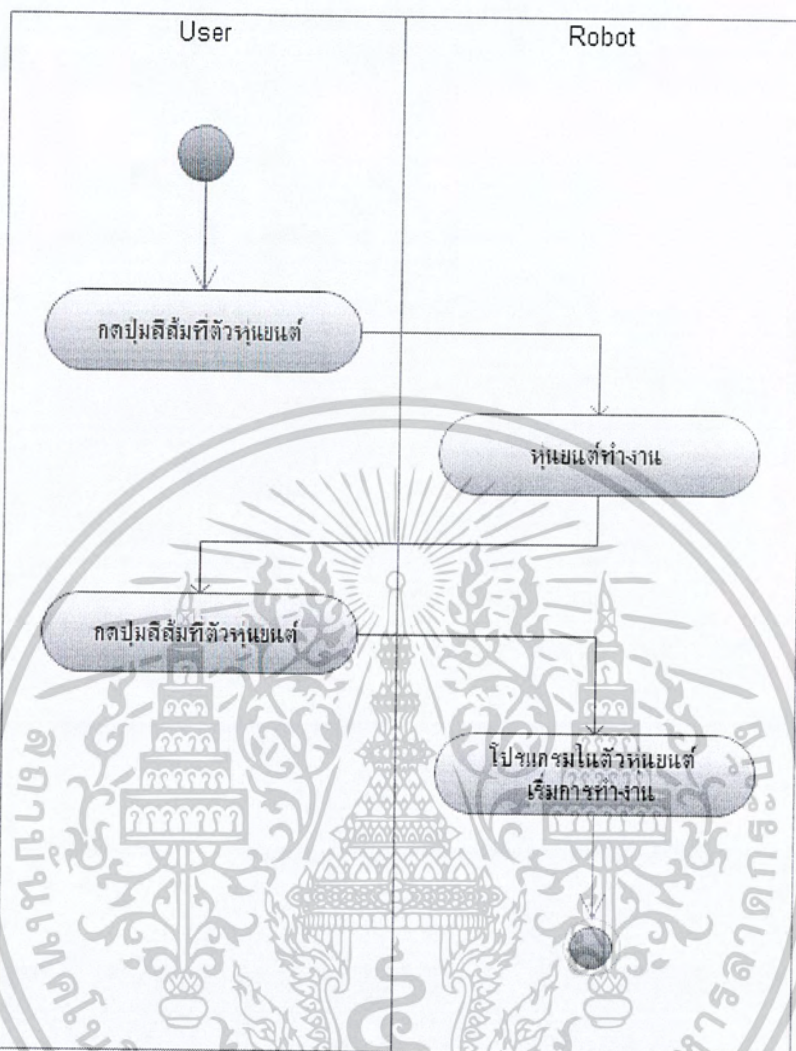 User
Robot
กดปุ่มสีส้มที่ตัวหุ่นยนต์
หุ่นยนต์ทำงาน
กดปุ่มสีส้มที่ตัวหุ่นยนต์
โปรแกรมในตัวหุ่นยนต์
เริ่มการทำงาน